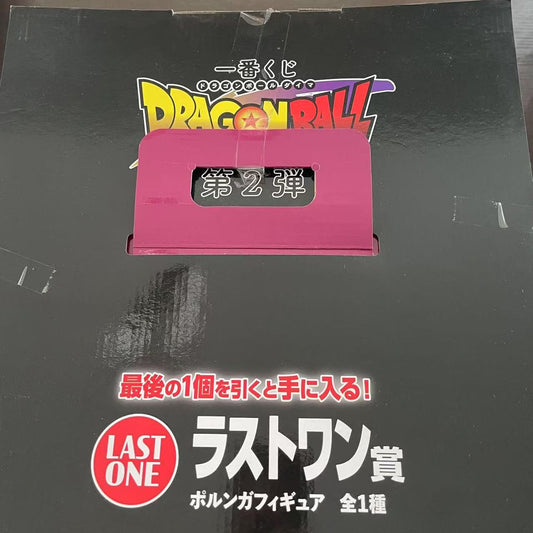 一番くじ
ドラゴンボールダイマ
DRAGON BALL
第2弾
最後の1個を引くと手に入る!
LAST ONE
ラストワン賞
ポルンガフィギュア 全1種